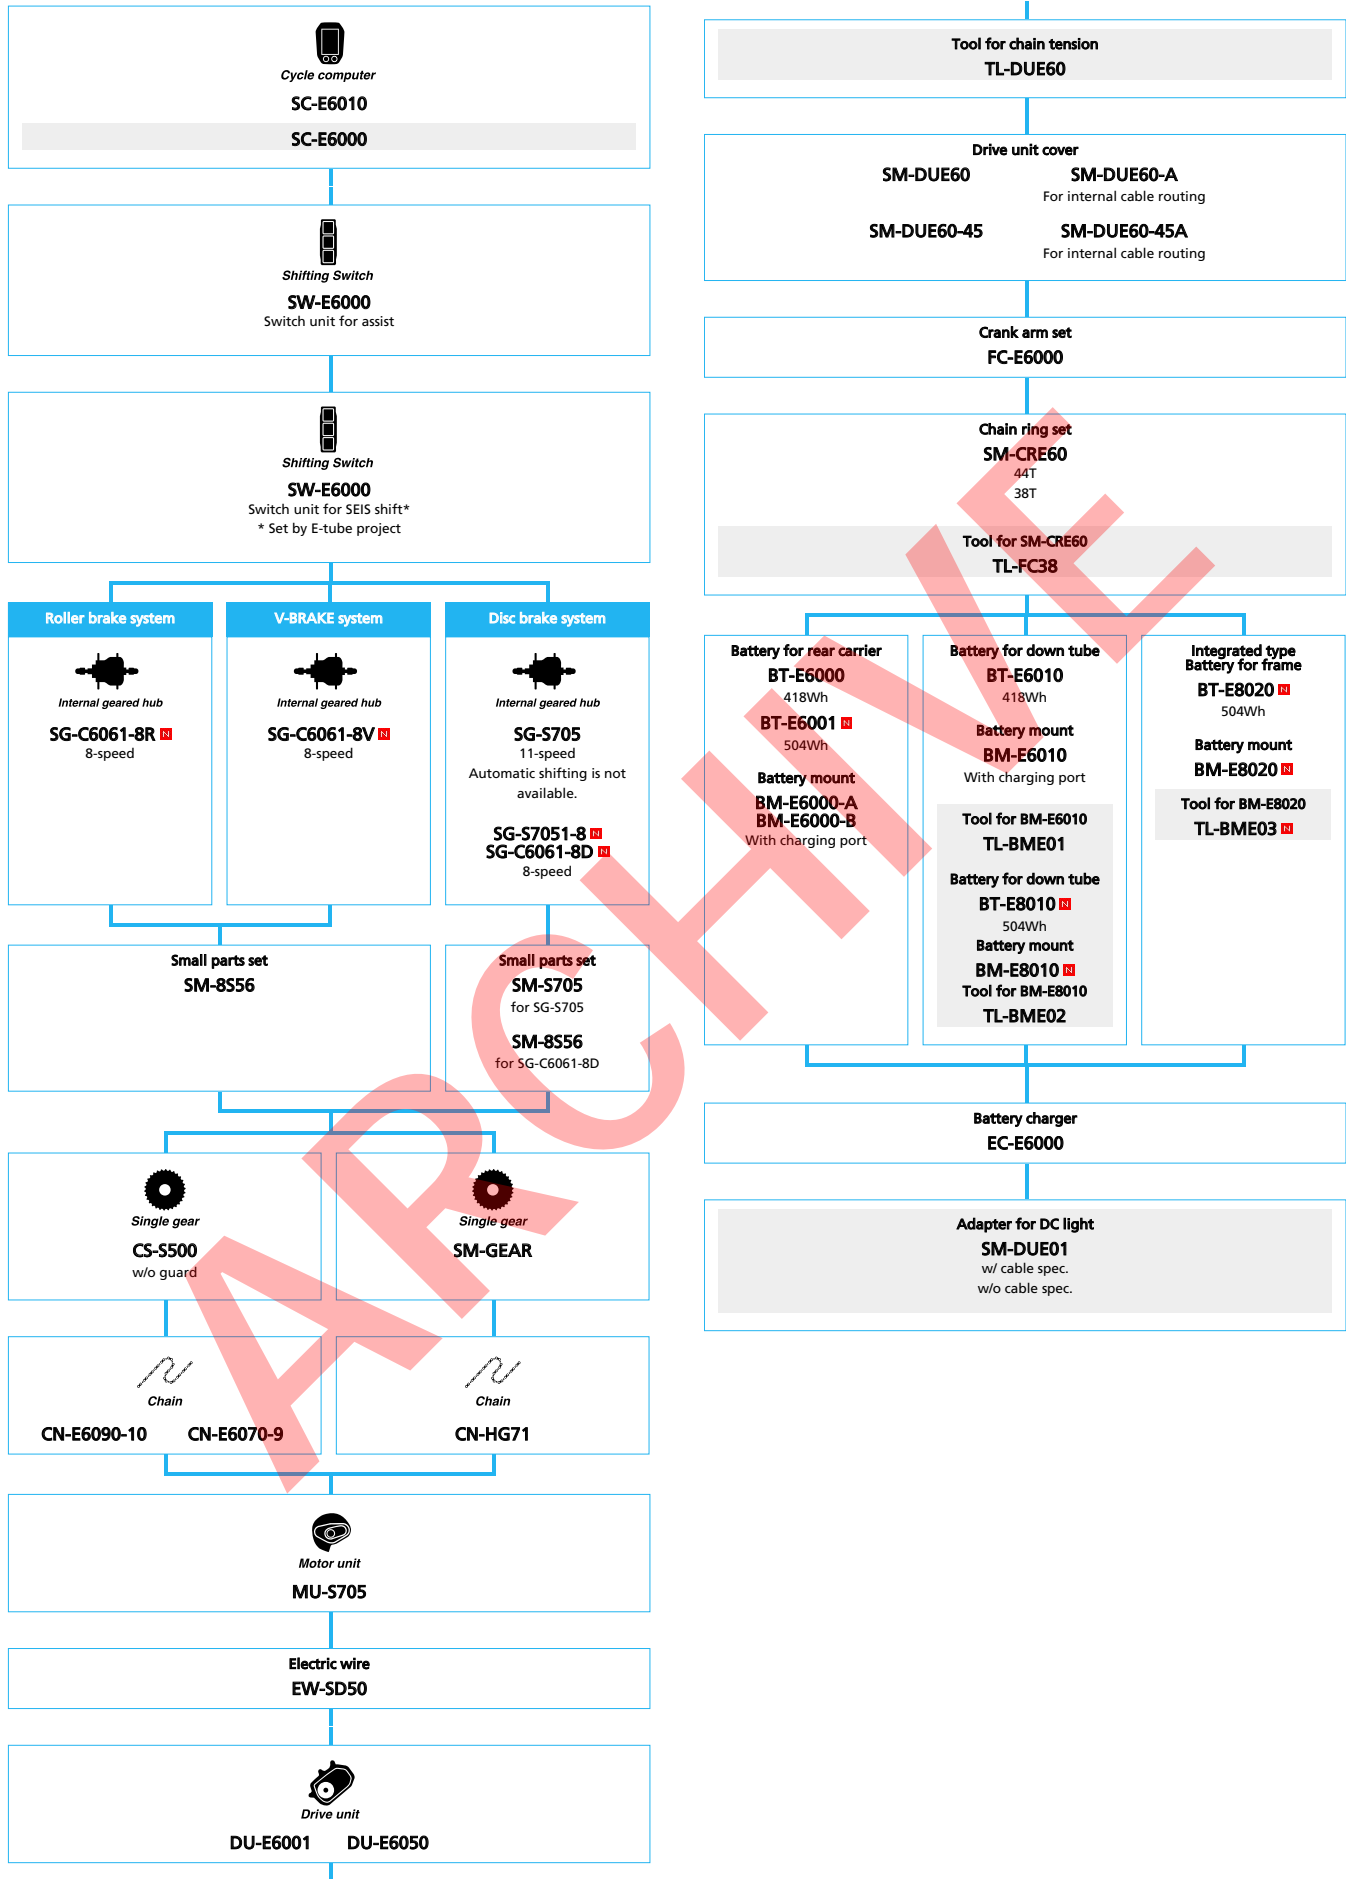 Cycle computer
SC-E6010
SC-E6000
Shifting Switch
SW-E6000
Switch unit for assist
Shifting Switch
SW-E6000
Switch unit for SEIS shift*
* Set by E-tube project
Roller brake system
Internal geared hub
SG-C6061-8R N
8-speed
V-BRAKE system
Internal geared hub
SG-C6061-8V N
8-speed
Disc brake system
Internal geared hub
SG-S705
11-speed
Automatic shifting is not
available.
SG-S7051-8 N
SG-C6061-8D N
8-speed
Small parts set
SM-8S56
Small parts set
SM-S705
for SG-S705
SM-8S56
for SG-C6061-8D
Single gear
CS-S500
w/o guard
Single gear
SM-GEAR
Chain
CN-E6090-10 CN-E6070-9
Chain
CN-HG71
Motor unit
MU-S705
Electric wire
EW-SD50
Drive unit
DU-E6001 DU-E6050
Tool for chain tension
TL-DUE60
Drive unit cover
SM-DUE60 SM-DUE60-A
For internal cable routing
SM-DUE60-45 SM-DUE60-45A
For internal cable routing
Crank arm set
FC-E6000
Chain ring set
SM-CRE60
44T
38T
Tool for SM-CRE60
TL-FC38
Battery for rear carrier
BT-E6000
418Wh
BT-E6001 N
504Wh
Battery mount
BM-E6000-A
BM-E6000-B
With charging port
Battery for down tube
BT-E6010
418Wh
Battery mount
BM-E6010
With charging port
Tool for BM-E6010
TL-BME01
Battery for down tube
BT-E8010 N
504Wh
Battery mount
BM-E8010 N
Tool for BM-E8010
TL-BME02
Integrated type
Battery for frame
BT-E8020 N
504Wh
Battery mount
BM-E8020 N
Tool for BM-E8020
TL-BME03 N
Battery charger
EC-E6000
Adapter for DC light
SM-DUE01
w/ cable spec.
w/o cable spec.
ARCHIVE